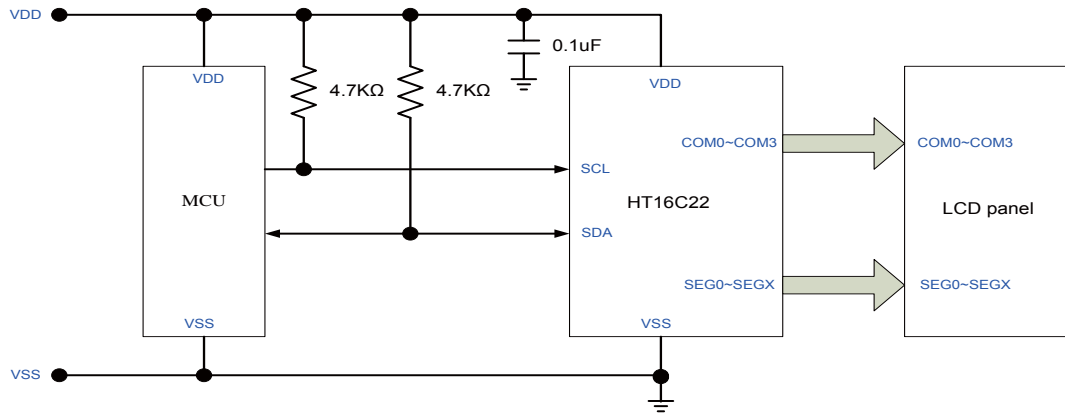 VDD
0.1uF
VDD
4.7KΩ
4.7KΩ
VDD
COM0~COM3
COM0~COM3
SCL
MCU
HT16C22
LCD panel
SDA
SEG0~SEGX
SEG0~SEGX
VSS
VSS
VSS